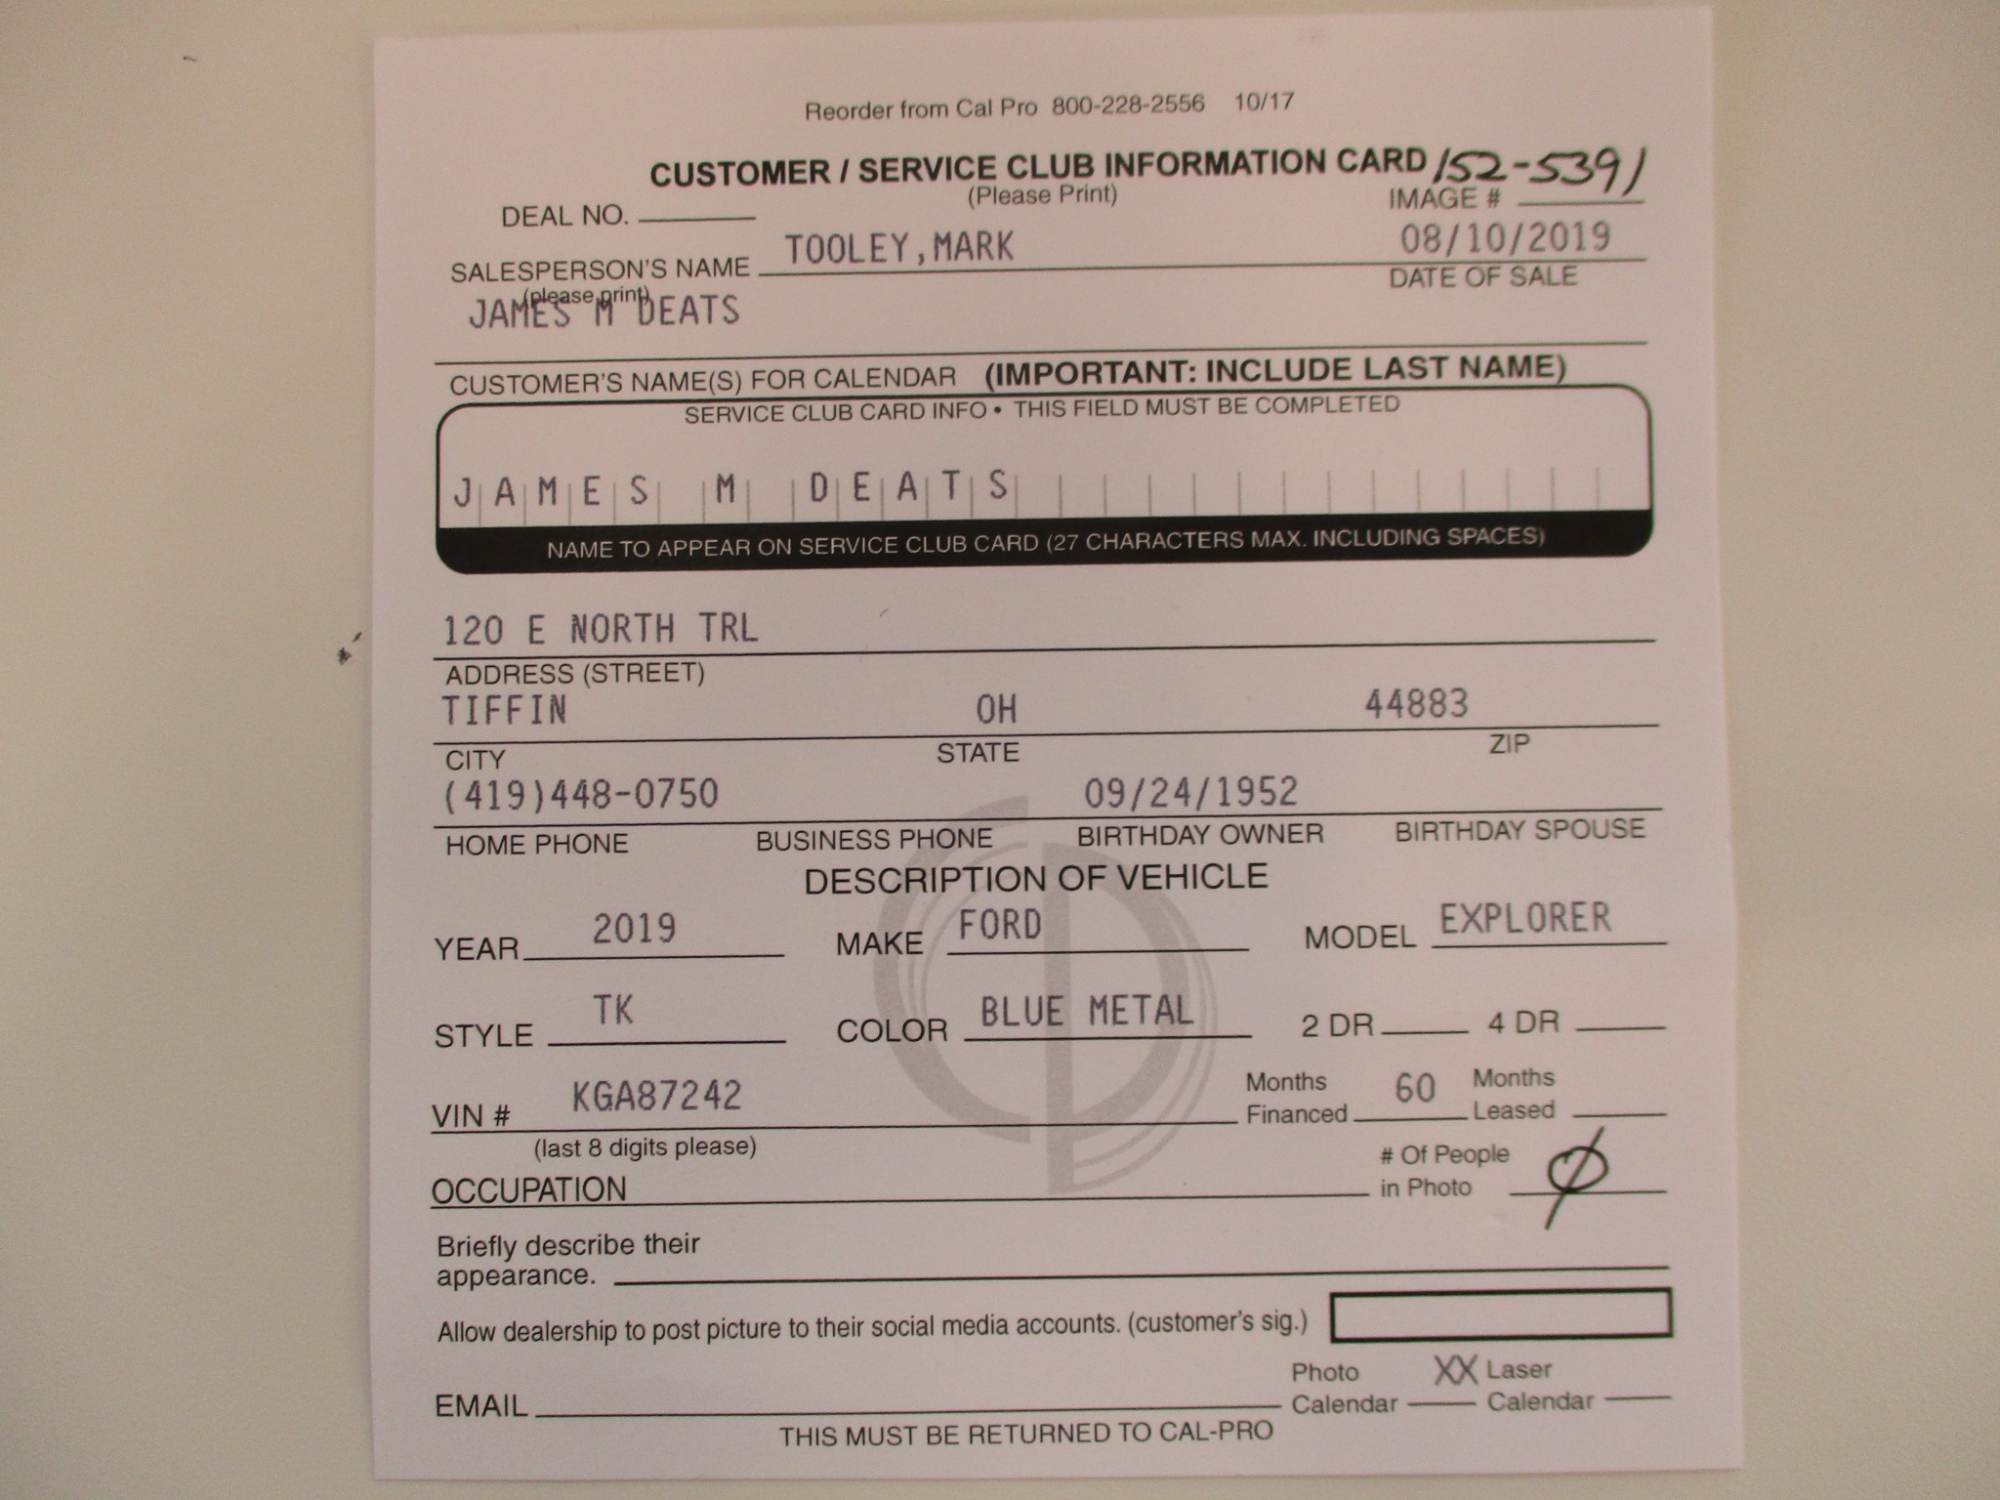 Reorder from Cal Pro 800-228-2556 10/17
CUSTOMER / SERVICE CLUB INFORMATION CARD 152-5391
(Please Print) IMAGE #
DEAL NO.
SALESPERSON'S NAME TOOLEY,MARK 08/10/2019
(please print) DATE OF SALE
JAMES M DEATS
CUSTOMER'S NAME(S) FOR CALENDAR (IMPORTANT: INCLUDE LAST NAME)
SERVICE CLUB CARD INFO • THIS FIELD MUST BE COMPLETED
JAMES M DEATS
NAME TO APPEAR ON SERVICE CLUB CARD (27 CHARACTERS MAX. INCLUDING SPACES)
120 E NORTH TRL
ADDRESS (STREET)
TIFFIN OH 44883
CITY STATE ZIP
(419)448-0750 09/24/1952
HOME PHONE BUSINESS PHONE BIRTHDAY OWNER BIRTHDAY SPOUSE
DESCRIPTION OF VEHICLE
YEAR 2019 MAKE FORD MODEL EXPLORER
STYLE TK COLOR BLUE METAL 2 DR 4 DR
VIN # KGA87242 Months Financed 60 Months Leased
(last 8 digits please)
OCCUPATION # Of People in Photo Ø
Briefly describe their
appearance.
Allow dealership to post picture to their social media accounts. (customer's sig.)
EMAIL Photo Calendar XX Laser Calendar
THIS MUST BE RETURNED TO CAL-PRO